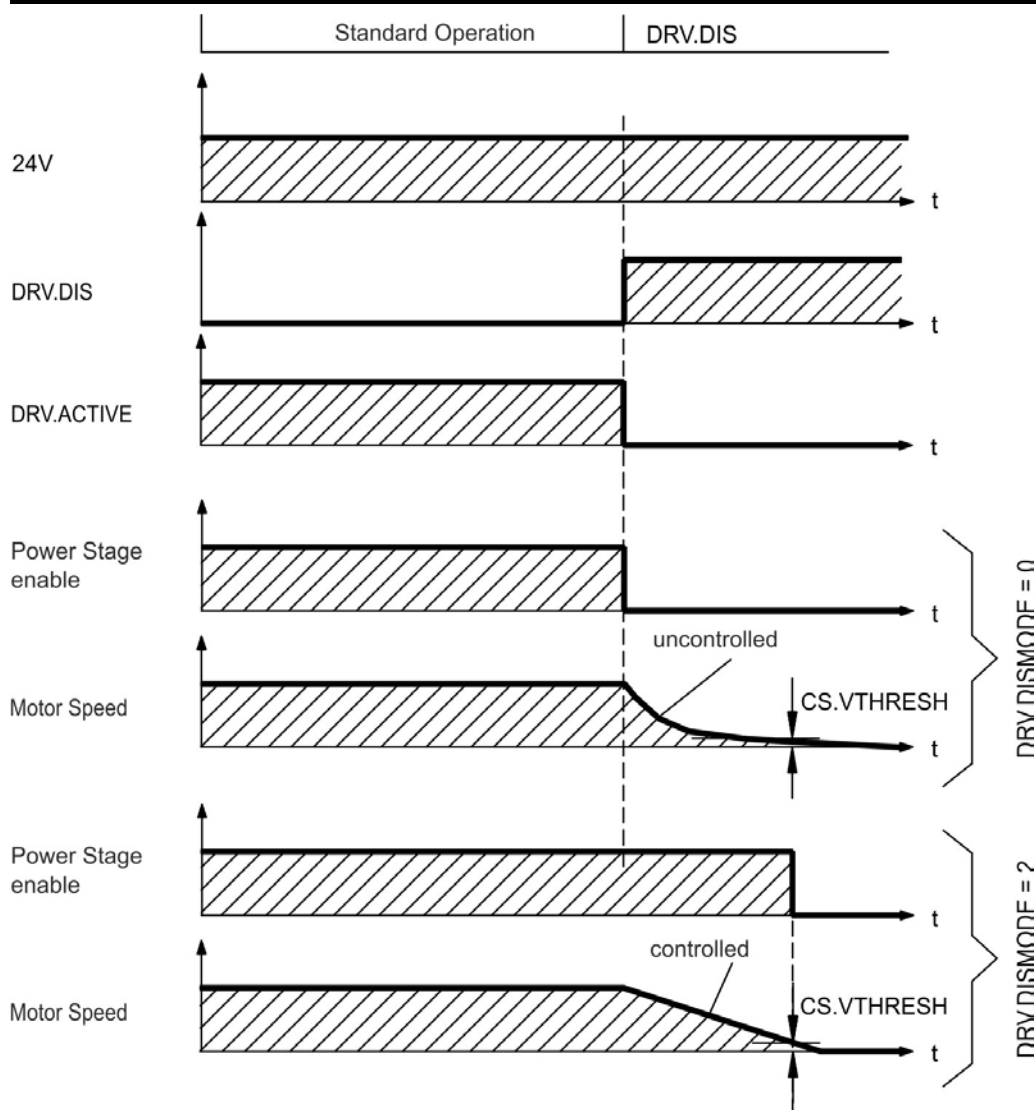 Standard Operation
DRV.DIS
24V
t
DRV.DIS
t
DRV.ACTIVE
t
Power Stage
enable
t
uncontrolled
Motor Speed
CS.VTHRESH
t
DRV.DISMODE = 0
Power Stage
enable
t
controlled
Motor Speed
CS.VTHRESH
t
DRV.DISMODE = 2